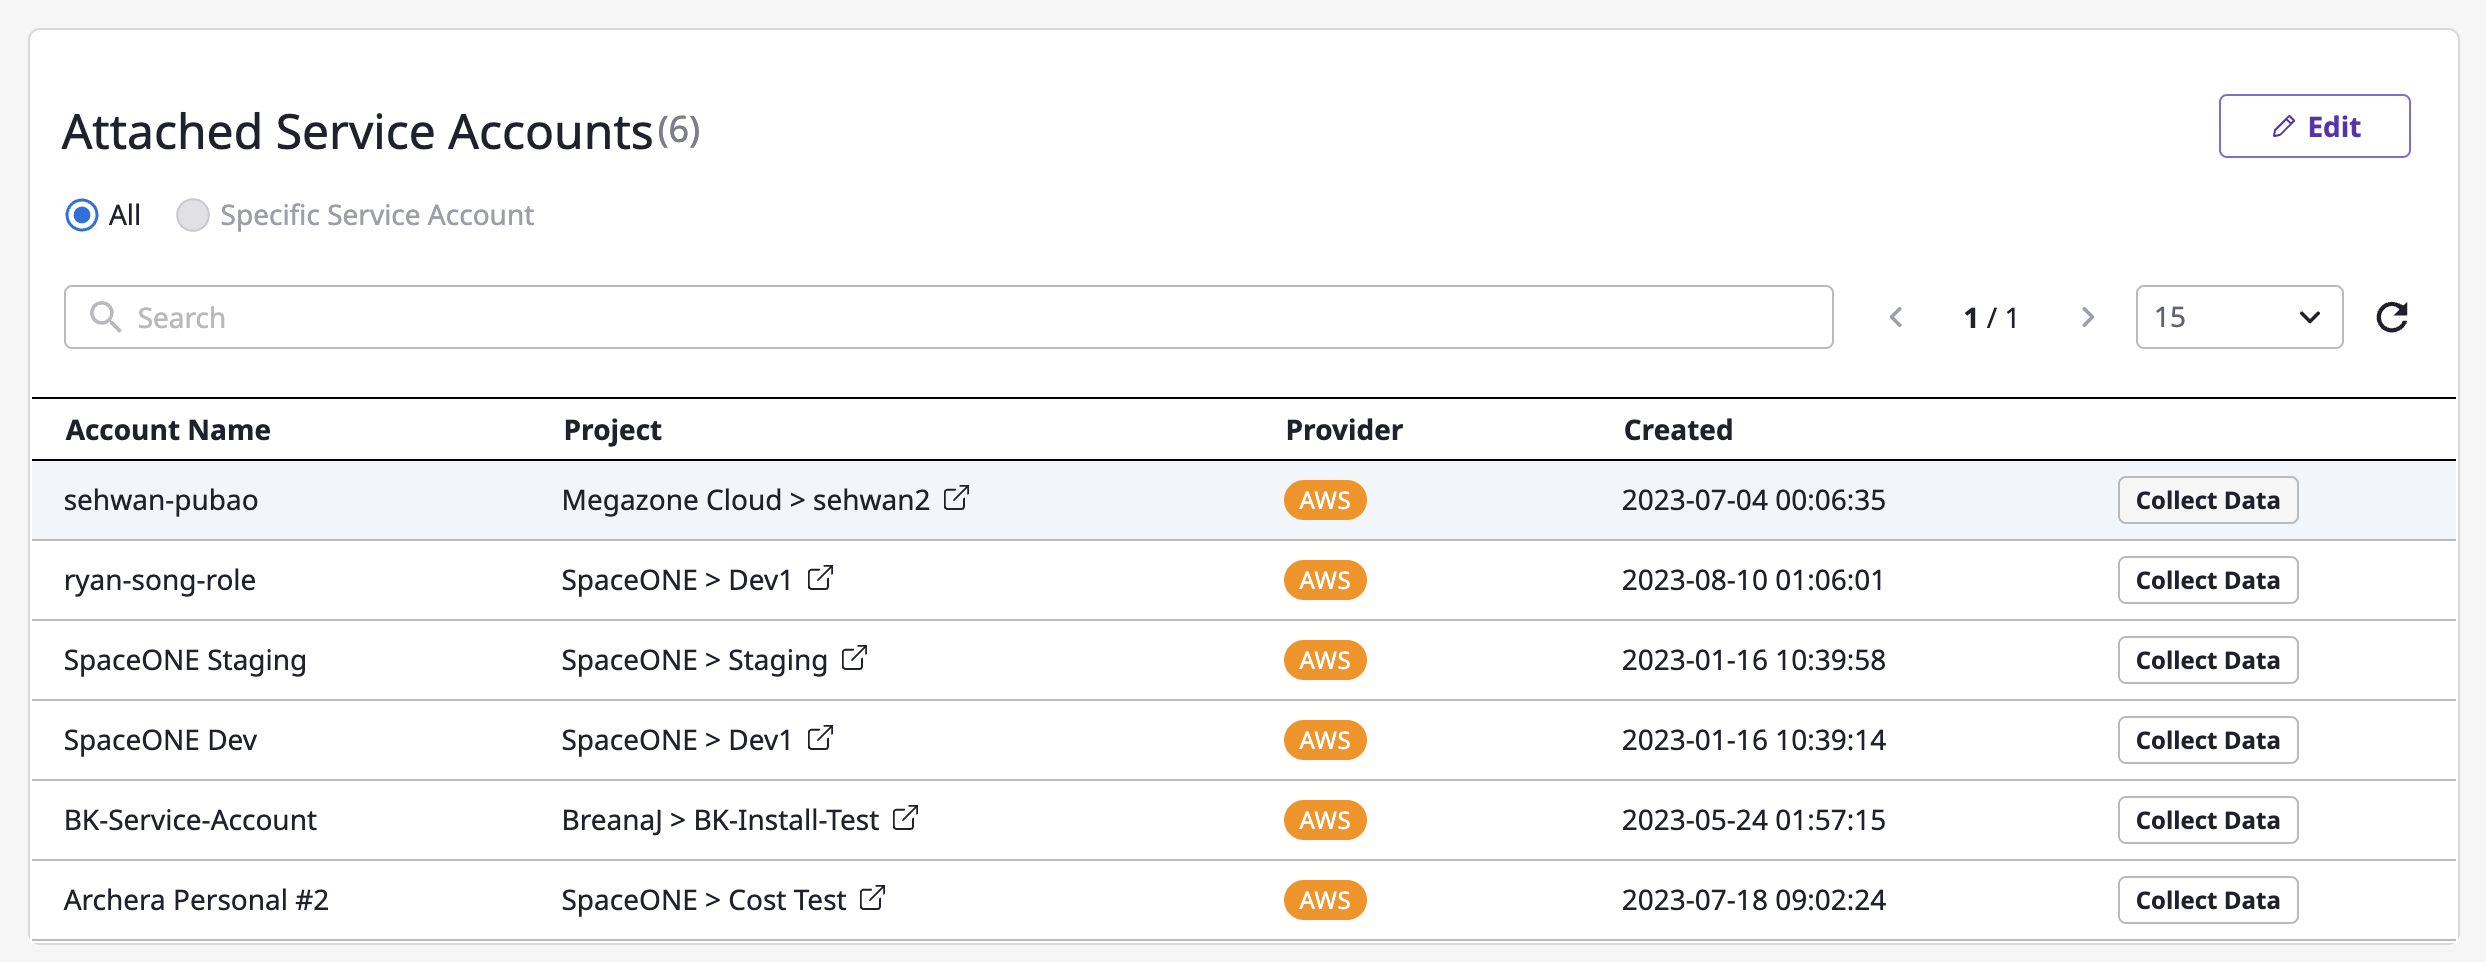 Attached Service Accounts (6)
Edit
All Specific Service Account
Search 1 / 1 15
Account Name Project Provider Created
sehwan-pubao Megazone Cloud > sehwan2 AWS 2023-07-04 00:06:35 Collect Data
ryan-song-role SpaceONE > Dev1 AWS 2023-08-10 01:06:01 Collect Data
SpaceONE Staging SpaceONE > Staging AWS 2023-01-16 10:39:58 Collect Data
SpaceONE Dev SpaceONE > Dev1 AWS 2023-01-16 10:39:14 Collect Data
BK-Service-Account BreanaJ > BK-Install-Test AWS 2023-05-24 01:57:15 Collect Data
Archera Personal #2 SpaceONE > Cost Test AWS 2023-07-18 09:02:24 Collect Data